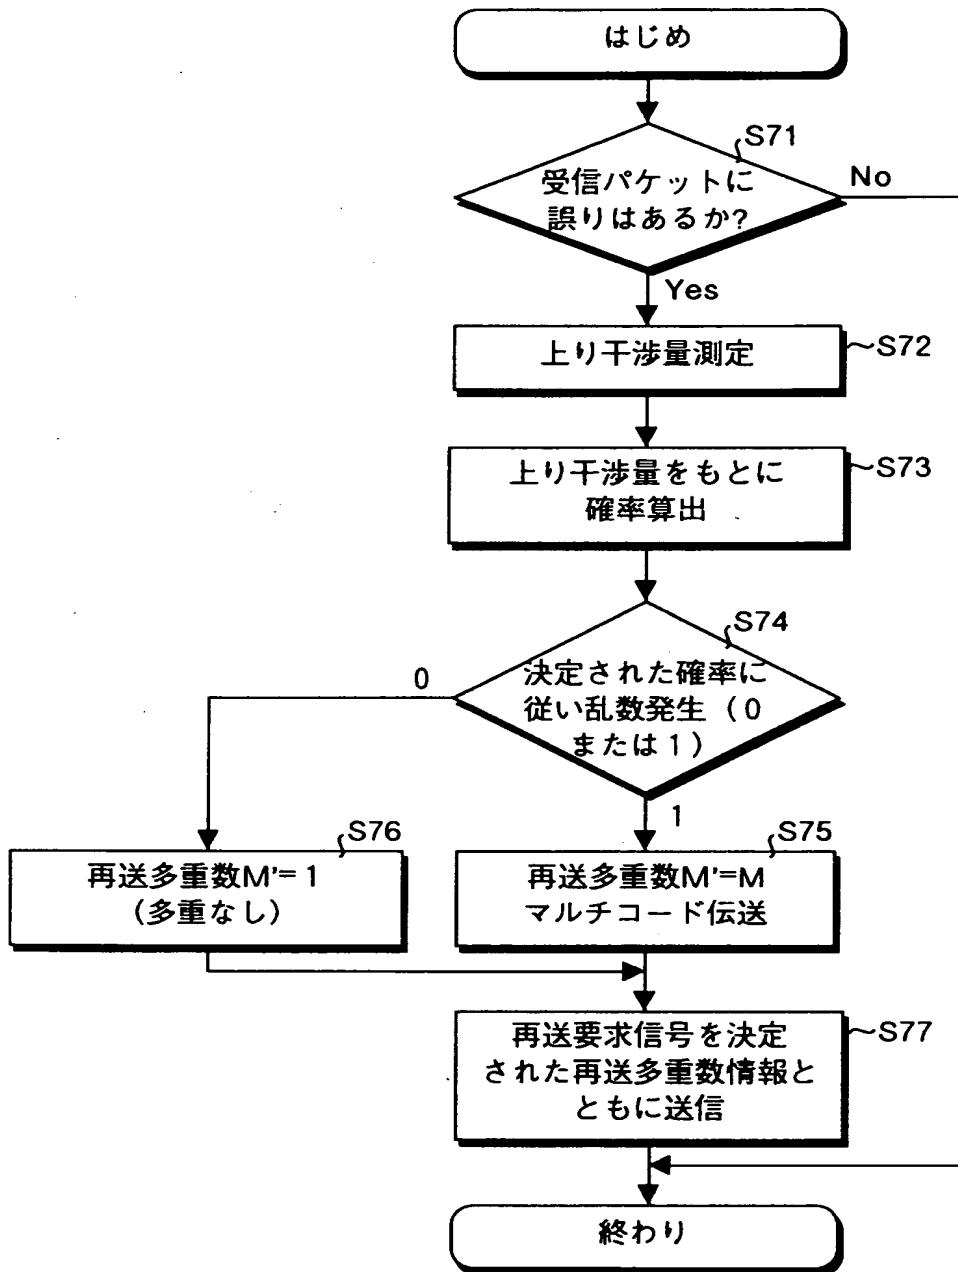 はじめ
S71
受信パケットに
誤りはあるか?
No
Yes
上り干渉量測定
S72
上り干渉量をもとに
確率算出
S73
S74
決定された確率に
従い乱数発生（0
または1）
0
1
S76
再送多重数M'=1
(多重なし)
S75
再送多重数M'=M
マルチコード伝送
再送要求信号を決定
された再送多重数情報と
ともに送信
S77
終わり